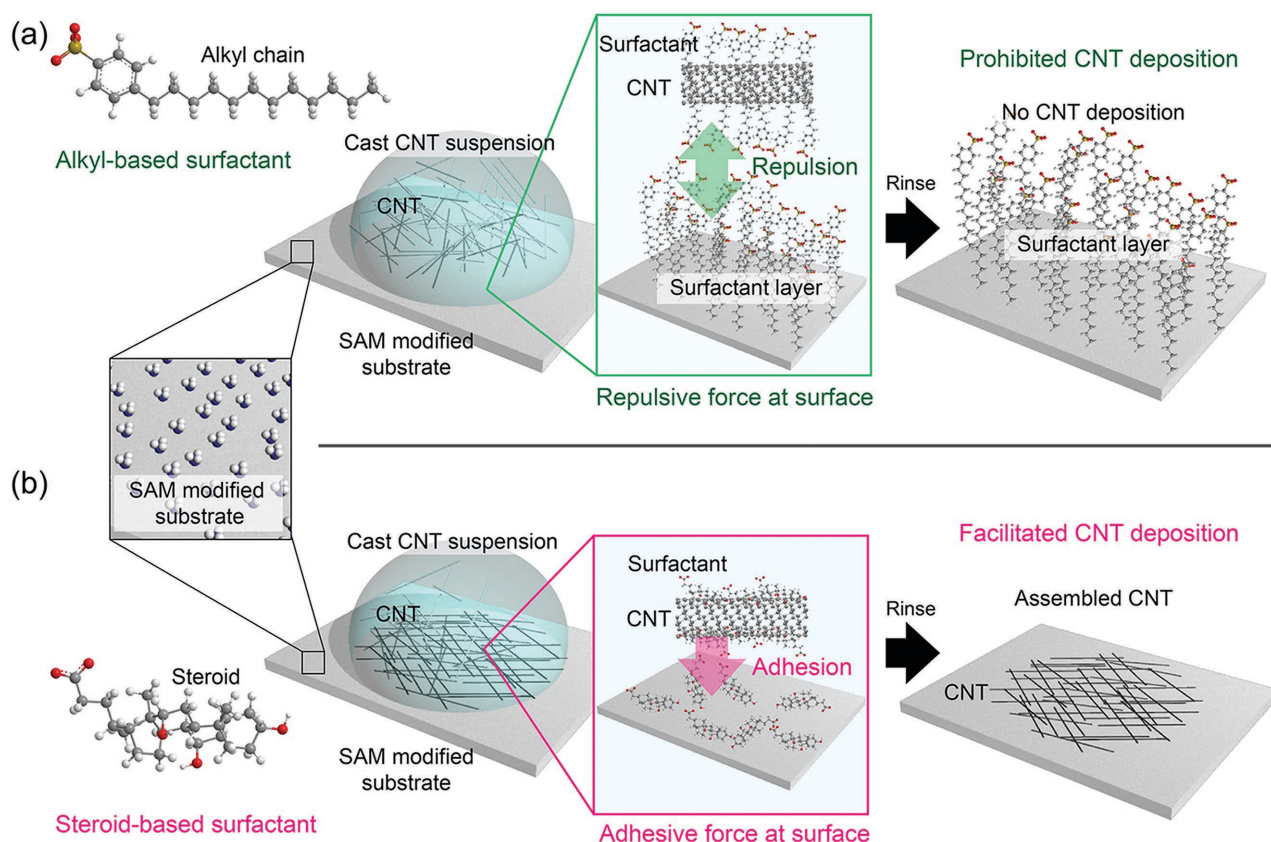 (a)
Alkyl chain
Alkyl-based surfactant
Cast CNT suspension
CNT
SAM modified
substrate
Surfactant
CNT
Repulsion
Surfactant layer
Repulsive force at surface
Rinse
Prohibited CNT deposition
No CNT deposition
Surfactant layer
SAM modified
substrate
(b)
Steroid
Steroid-based surfactant
Cast CNT suspension
CNT
SAM modified
substrate
Surfactant
CNT
Adhesion
Adhesive force at surface
Rinse
Facilitated CNT deposition
Assembled CNT
CNT